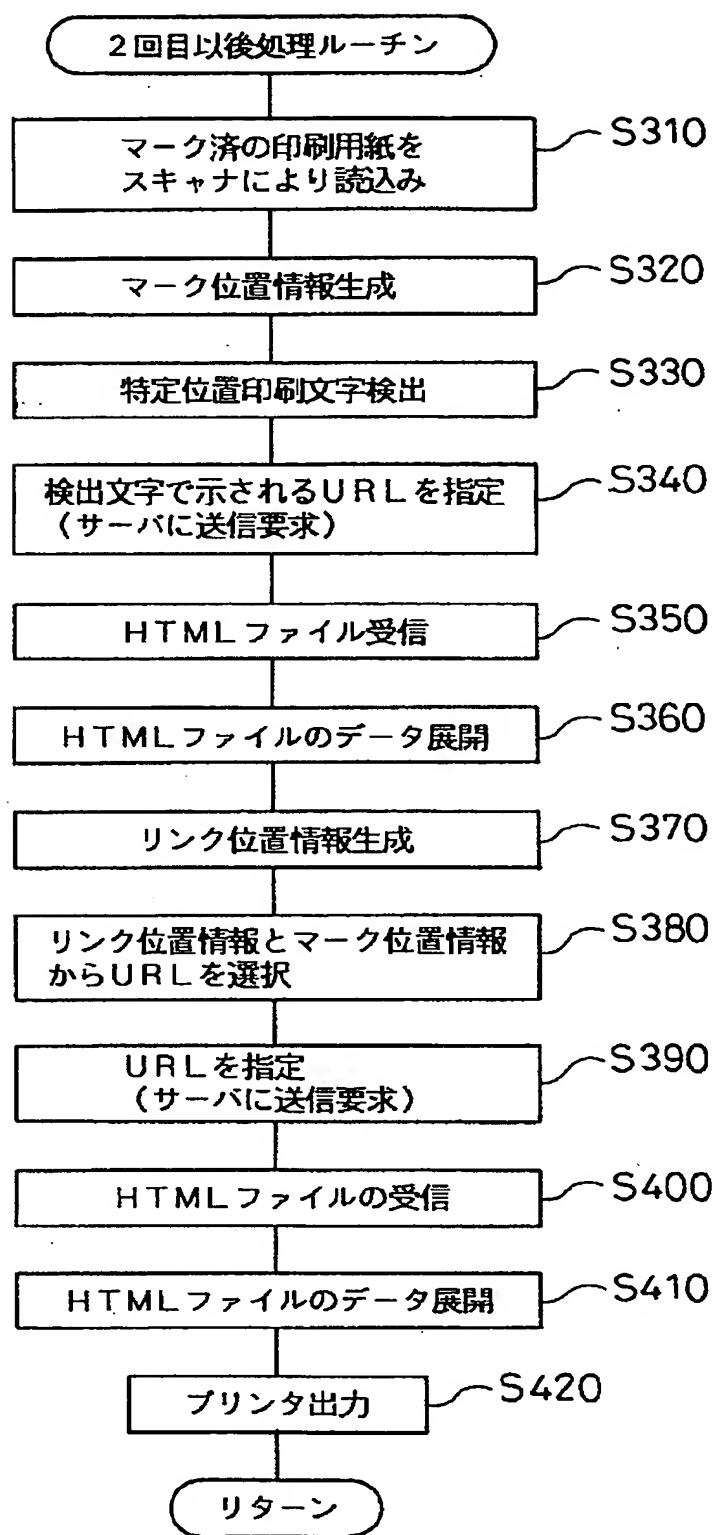 2回目以後処理ルーチン
マーク済の印刷用紙を
スキャナにより読込み
S310
マーク位置情報生成
S320
特定位置印刷文字検出
S330
検出文字で示されるURLを指定
(サーバに送信要求)
S340
HTMLファイル受信
S350
HTMLファイルのデータ展開
S360
リンク位置情報生成
S370
リンク位置情報とマーク位置情報
からURLを選択
S380
URLを指定
(サーバに送信要求)
S390
HTMLファイルの受信
S400
HTMLファイルのデータ展開
S410
プリンタ出力
S420
リターン